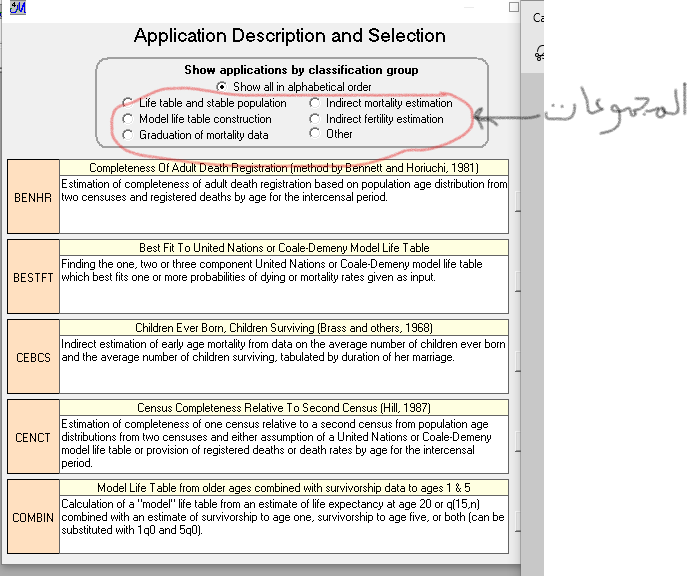 Ca
Application Description and Selection
Show applications by classification group
Show all in alphabetical order
Life table and stable population
Indirect mortality estimation
Model life table construction
Indirect fertility estimation
Graduation of mortality data
Other
المجموعات
BENHR
Completeness Of Adult Death Registration (method by Bennett and Horiuchi, 1981)
Estimation of completeness of adult death registration based on population age distribution from
two censuses and registered deaths by age for the intercensal period.
BESTFT
Best Fit To United Nations or Coale-Demeny Model Life Table
Finding the one, two or three component United Nations or Coale-Demeny model life table
which best fits one or more probabilities of dying or mortality rates given as input.
CEBCS
Children Ever Born, Children Surviving (Brass and others, 1968)
Indirect estimation of early age mortality from data on the average number of children ever born
and the average number of children surviving, tabulated by duration of her marriage.
CENCT
Census Completeness Relative To Second Census (Hill, 1987)
Estimation of completeness of one census relative to a second census from population age
distributions from two censuses and either assumption of a United Nations or Coale-Demeny
model life table or provision of registered deaths or death rates by age for the intercensal
period.
COMBIN
Model Life Table from older ages combined with survivorship data to ages 1 & 5
Calculation of a "model" life table from an estimate of life expectancy at age 20 or q(15,n)
combined with an estimate of survivorship to age one, survivorship to age five, or both (can be
substituted with 1q0 and 5q0).